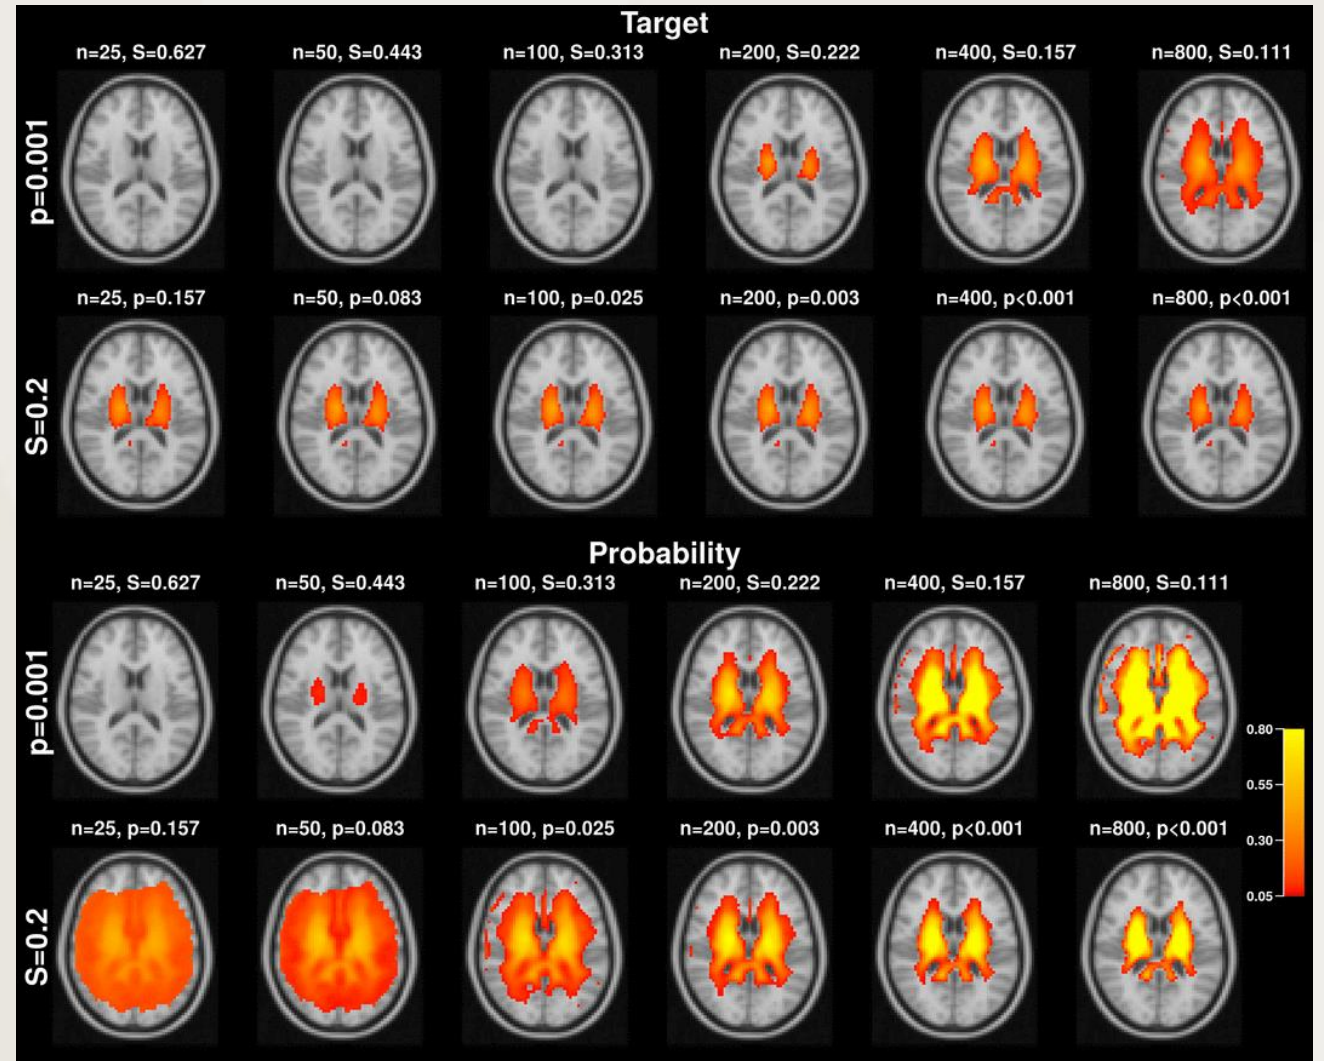 Target
n=25, S=0.627 n=50, S=0.443 n=100, S=0.313 n=200, S=0.222 n=400, S=0.157 n=800, S=0.111
p=0.001
n=25, p=0.157 n=50, p=0.083 n=100, p=0.025 n=200, p=0.003 n=400, p<0.001 n=800, p<0.001
S=0.2
Probability
n=25, S=0.627 n=50, S=0.443 n=100, S=0.313 n=200, S=0.222 n=400, S=0.157 n=800, S=0.111
p=0.001
n=25, p=0.157 n=50, p=0.083 n=100, p=0.025 n=200, p=0.003 n=400, p<0.001 n=800, p<0.001
S=0.2
0.80
0.55
0.30
0.05